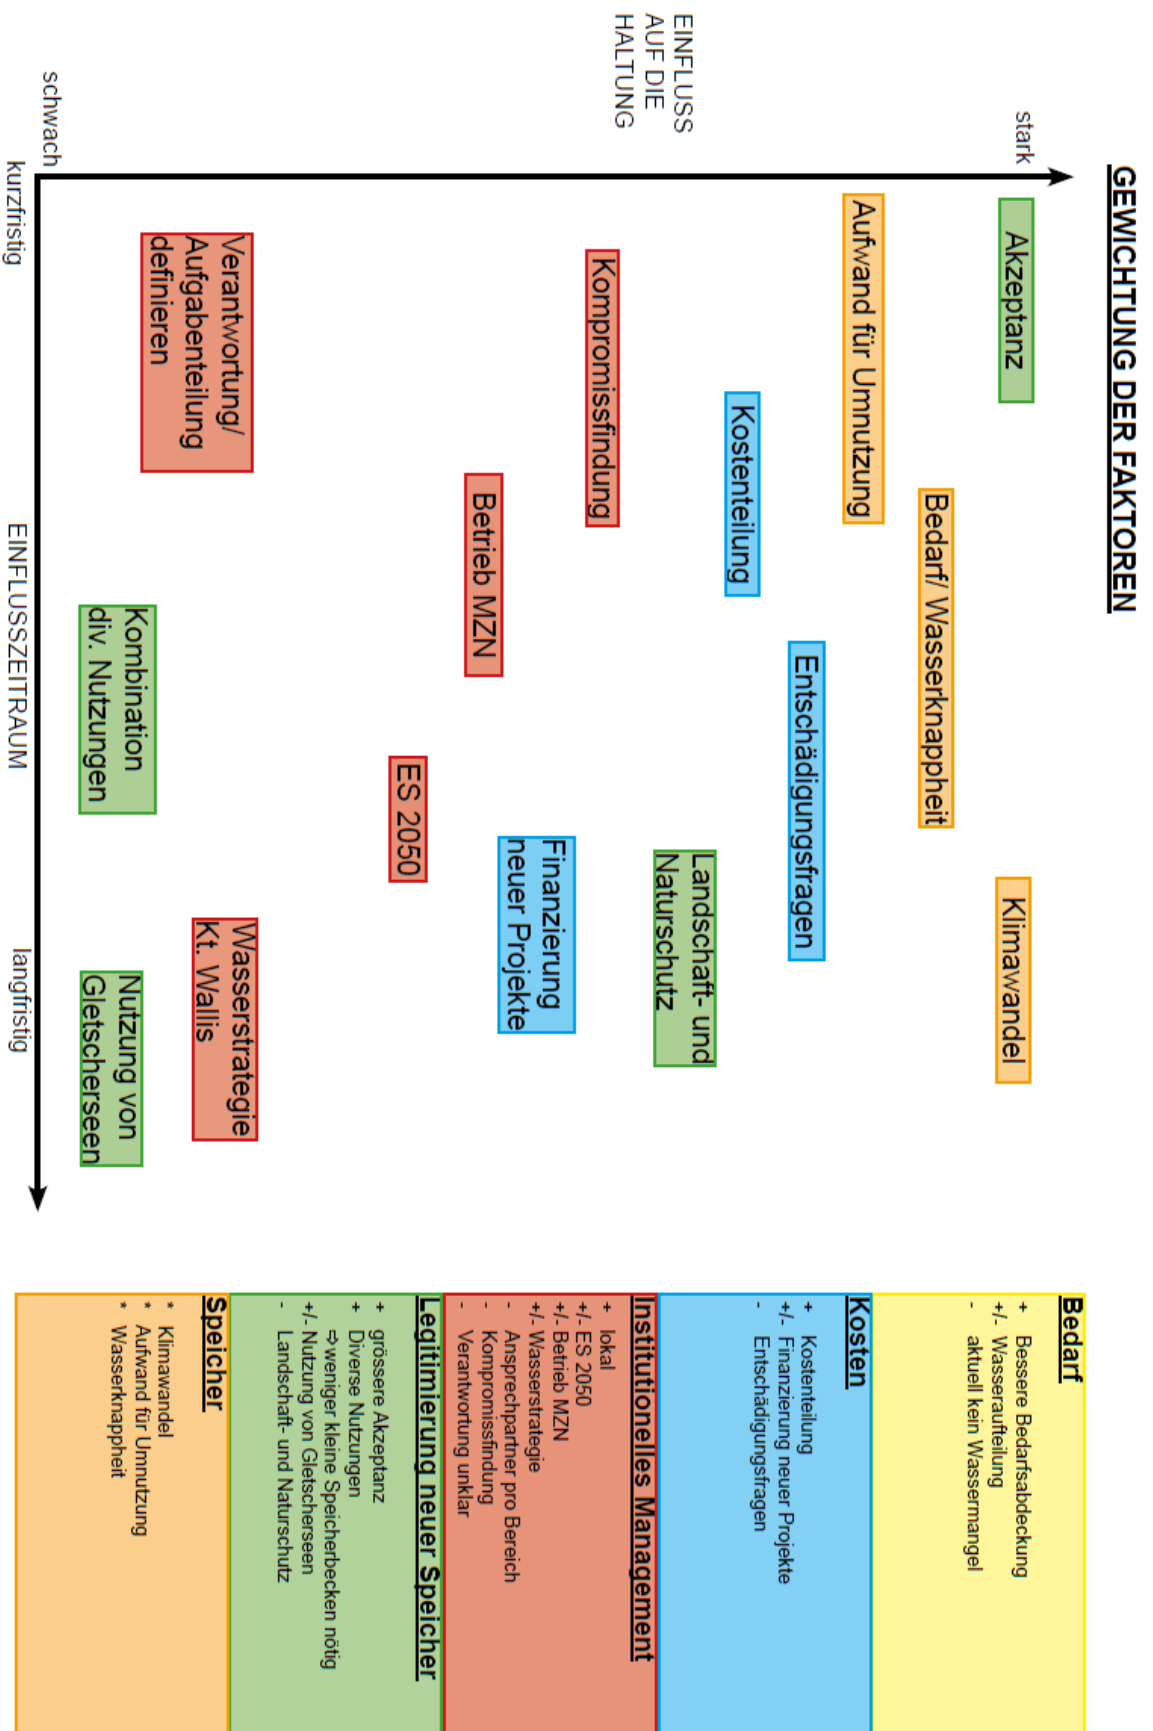 GEWICHTUNG DER FAKTOREN
EINFLUSS
AUF DIE
HALTUNG
stark
schwach
kurzfristig
EINFLUSSZEITRAUM
langfristig
Akzeptanz
Klimawandel
Bedarf/ Wasserknappheit
Aufwand für Umnutzung
Entschädigungsfragen
Kostenteilung
Landschaft- und
Naturschutz
Kompromissfindung
Finanzierung
neuer Projekte
Betrieb MZN
ES 2050
Verantwortung/
Aufgabenteilung
definieren
Wasserstrategie
Kt. Wallis
Kombination
div. Nutzungen
Nutzung von
Gletscherseen
Bedarf
+ Bessere Bedarfsabdeckung
+/- Wasseraufteilung
- aktuell kein Wassermangel
Kosten
+ Kostenteilung
+/- Finanzierung neuer Projekte
- Entschädigungsfragen
Institutionelles Management
+ lokal
+/- ES 2050
+/- Betrieb MZN
+/- Wasserstrategie
- Ansprechpartner pro Bereich
- Kompromissfindung
- Verantwortung unklar
Legitimierung neuer Speicher
+ grössere Akzeptanz
+ Diverse Nutzungen
⇨weniger kleine Speicherbecken nötig
+/- Nutzung von Gletscherseen
- Landschaft- und Naturschutz
Speicher
* Klimawandel
* Aufwand für Umnutzung
* Wasserknappheit